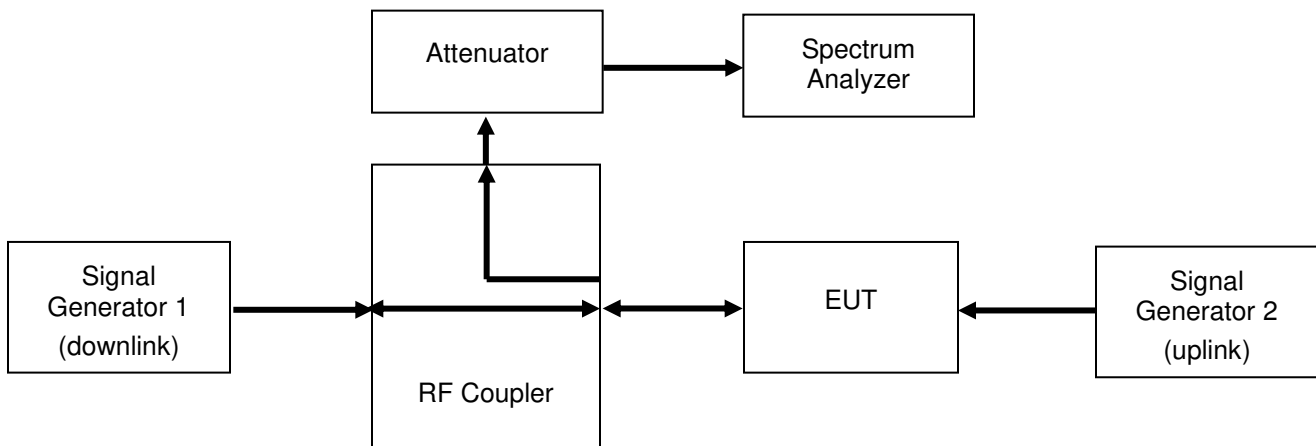 Attenuator
Spectrum
Analyzer
Signal
Generator 1
(downlink)
RF Coupler
EUT
Signal
Generator 2
(uplink)